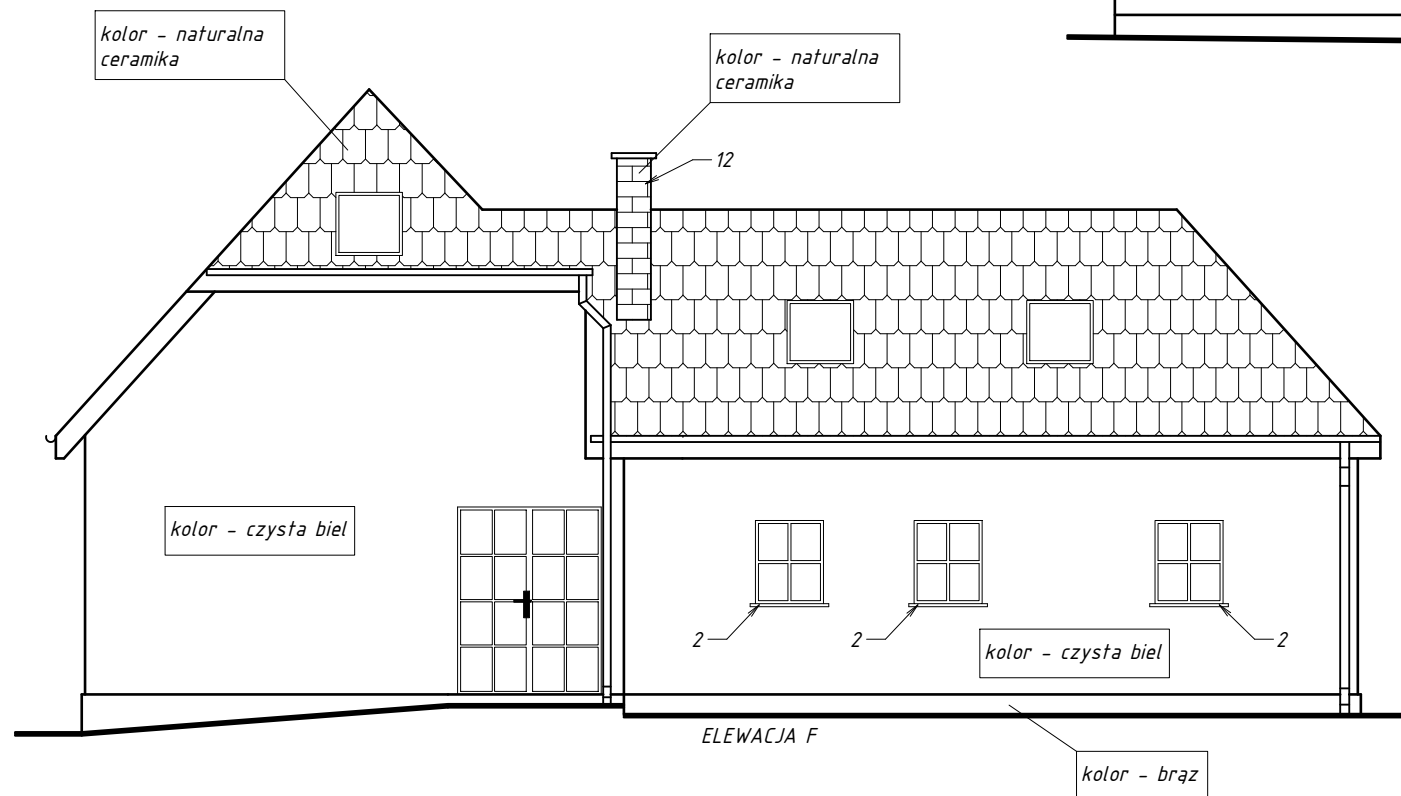 kolor - naturalna
ceramika
kolor - naturalna
ceramika
12
kolor - czysta biel
2
2
2
kolor - czysta biel
ELEWACJA F
kolor - brąz